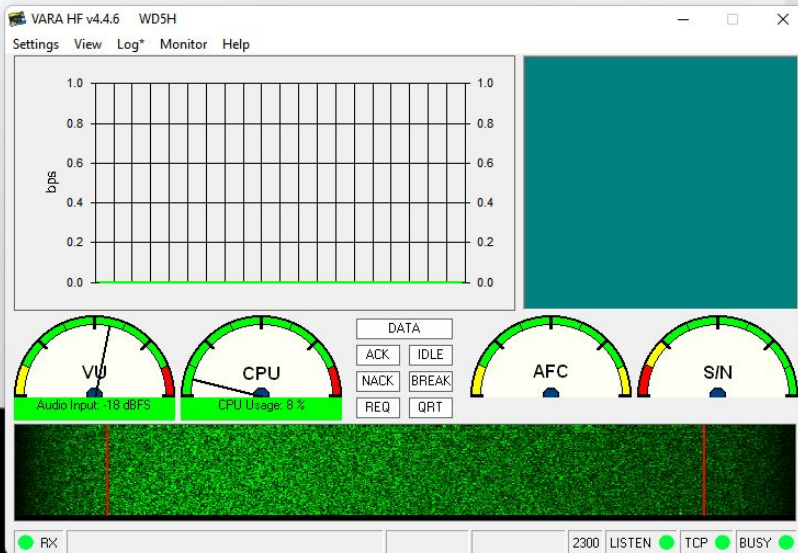 VARA HF v4.4.6 WD5H
Settings View Log* Monitor Help
1.0 1.0
0.8 0.8
0.6 0.6
0.4 0.4
0.2 0.2
0.0 0.0
bps
VU
Audio Input: -18 dBFS
CPU
CPU Usage: 8 %
DATA
ACK IDLE
NACK BREAK
REQ QRT
AFC
S/N
RX 2300 LISTEN TCP BUSY